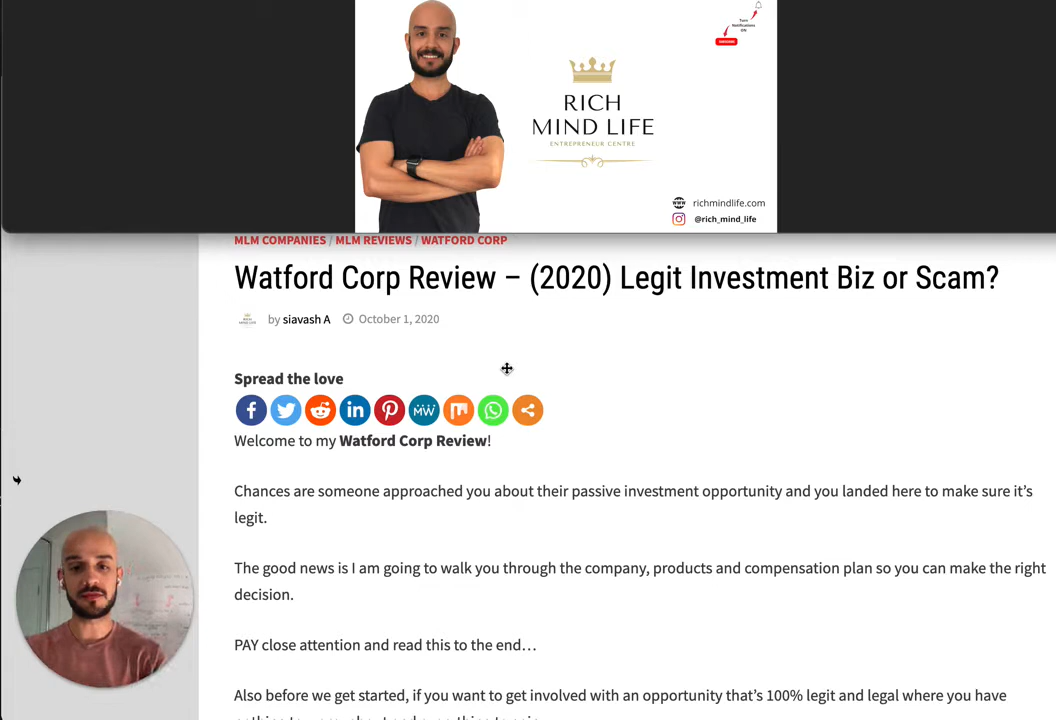 Turn
Notifications
ON
RICH
MIND LIFE
ENTREPRENEUR CENTRE
www
richmindlife.com
@rich_mind_life
MLM COMPANIES / MLM REVIEWS / WATFORD CORP
Watford Corp Review – (2020) Legit Investment Biz or Scam?
by siavash A October 1, 2020
Spread the love
Welcome to my Watford Corp Review!
Chances are someone approached you about their passive investment opportunity and you landed here to make sure it's
legit.
The good news is I am going to walk you through the company, products and compensation plan so you can make the right
decision.
PAY close attention and read this to the end…
Also before we get started, if you want to get involved with an opportunity that's 100% legit and legal where you have